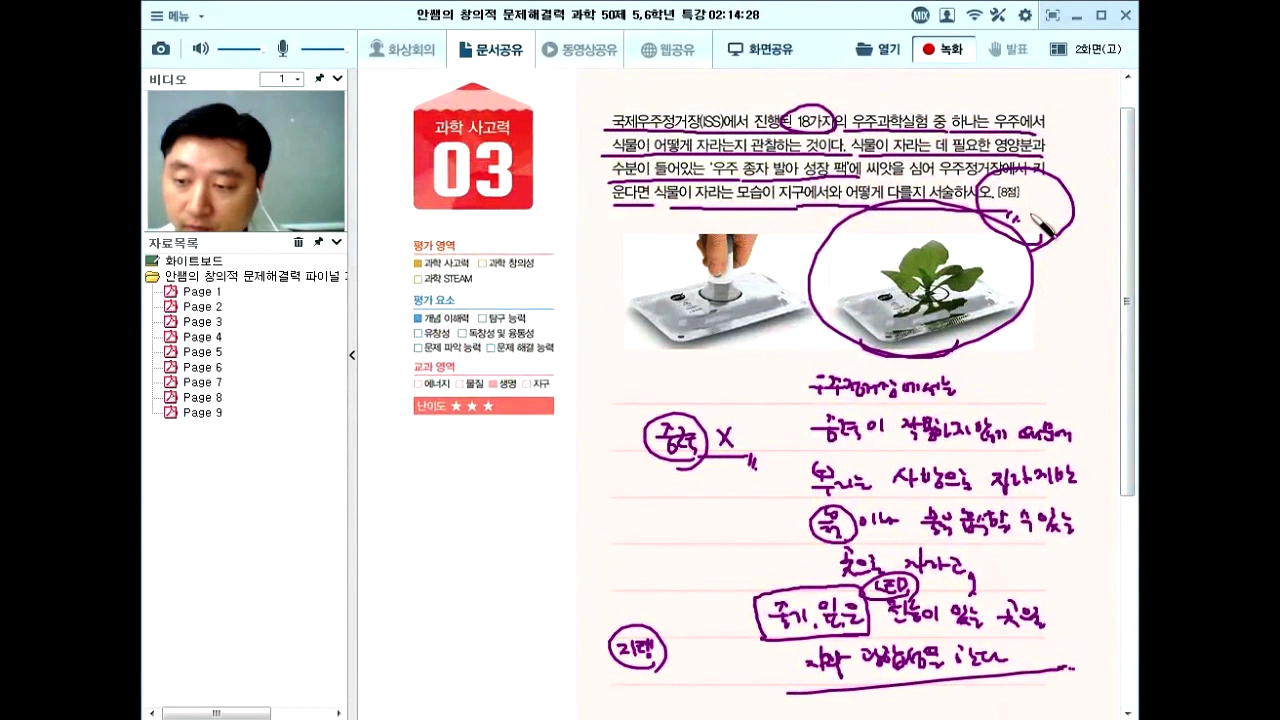 메뉴
안쌤의 창의적 문제해결력 과학 50제 5,6학년 특강 02:14:28
MIX
화상회의 문서공유 동영상공유 웹공유 화면공유 열기 녹화 발표 2화면(고)
비디오 1
자료목록
화이트보드
안쌤의 창의적 문제해결력 파이널
Page 1
Page 2
Page 3
Page 4
Page 5
Page 6
Page 7
Page 8
Page 9
과학 사고력
03
평가 영역
과학 사고력 과학 창의성
과학 STEAM
평가 요소
개념 이해력 탐구 능력
유창성 독창성 및 융통성
문제 파악 능력 문제 해결 능력
교과 영역
에너지 물질 생명 지구
난이도 ★ ★ ★
국제우주정거장(ISS)에서 진행된 18가지의 우주과학실험 중 하나는 우주에서
식물이 어떻게 자라는지 관찰하는 것이다. 식물이 자라는 데 필요한 영양분과
수분이 들어있는 '우주 종자 발아 성장 팩'에 씨앗을 심어 우주정거장에서 키
운다면 식물이 자라는 모습이 지구에서와 어떻게 다를지 서술하시오. [8점]
우주정거장에서는
중력 X
중력이 작용하지 않기 때문에
뿌리는 사방으로 자라지만
이나 물을 흡수할 수 있는
곳으로 자라고,
LED
줄기, 잎은 전등이 있는 곳으로
지구
광합성을 한다